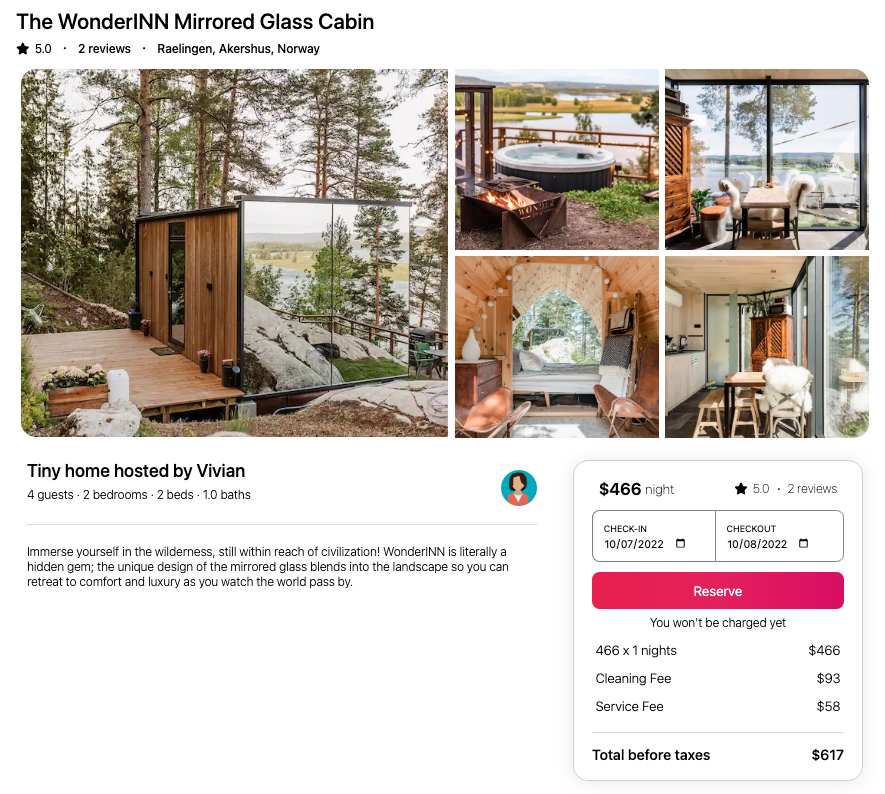 The WonderINN Mirrored Glass Cabin
5.0 · 2 reviews · Raelingen, Akershus, Norway
Tiny home hosted by Vivian
4 guests · 2 bedrooms · 2 beds · 1.0 baths
Immerse yourself in the wilderness, still within reach of civilization! WonderINN is literally a
hidden gem; the unique design of the mirrored glass blends into the landscape so you can
retreat to comfort and luxury as you watch the world pass by.
$466 night 5.0 · 2 reviews
CHECK-IN CHECKOUT
10/07/2022 10/08/2022
Reserve
You won't be charged yet
466 x 1 nights $466
Cleaning Fee $93
Service Fee $58
Total before taxes $617